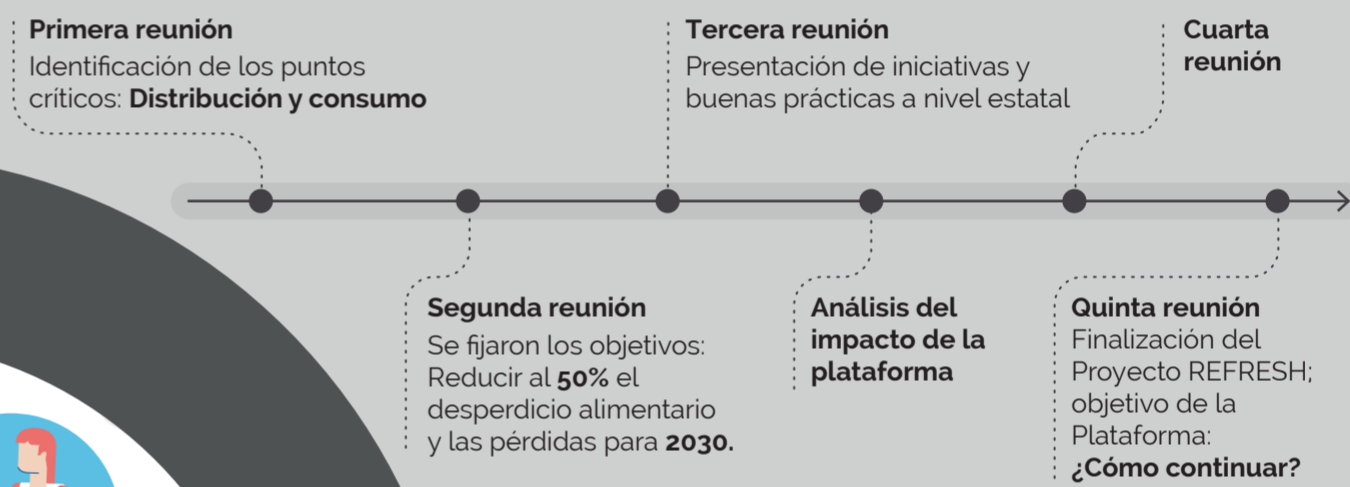 Primera reunión
Identificación de los puntos
críticos: Distribución y consumo
Segunda reunión
Se fijaron los objetivos:
Reducir al 50% el
desperdicio alimentario
y las pérdidas para 2030.
Tercera reunión
Presentación de iniciativas y
buenas prácticas a nivel estatal
Análisis del
impacto de la
plataforma
Cuarta
reunión
Quinta reunión
Finalización del
Proyecto REFRESH;
objetivo de la
Plataforma:
¿Cómo continuar?